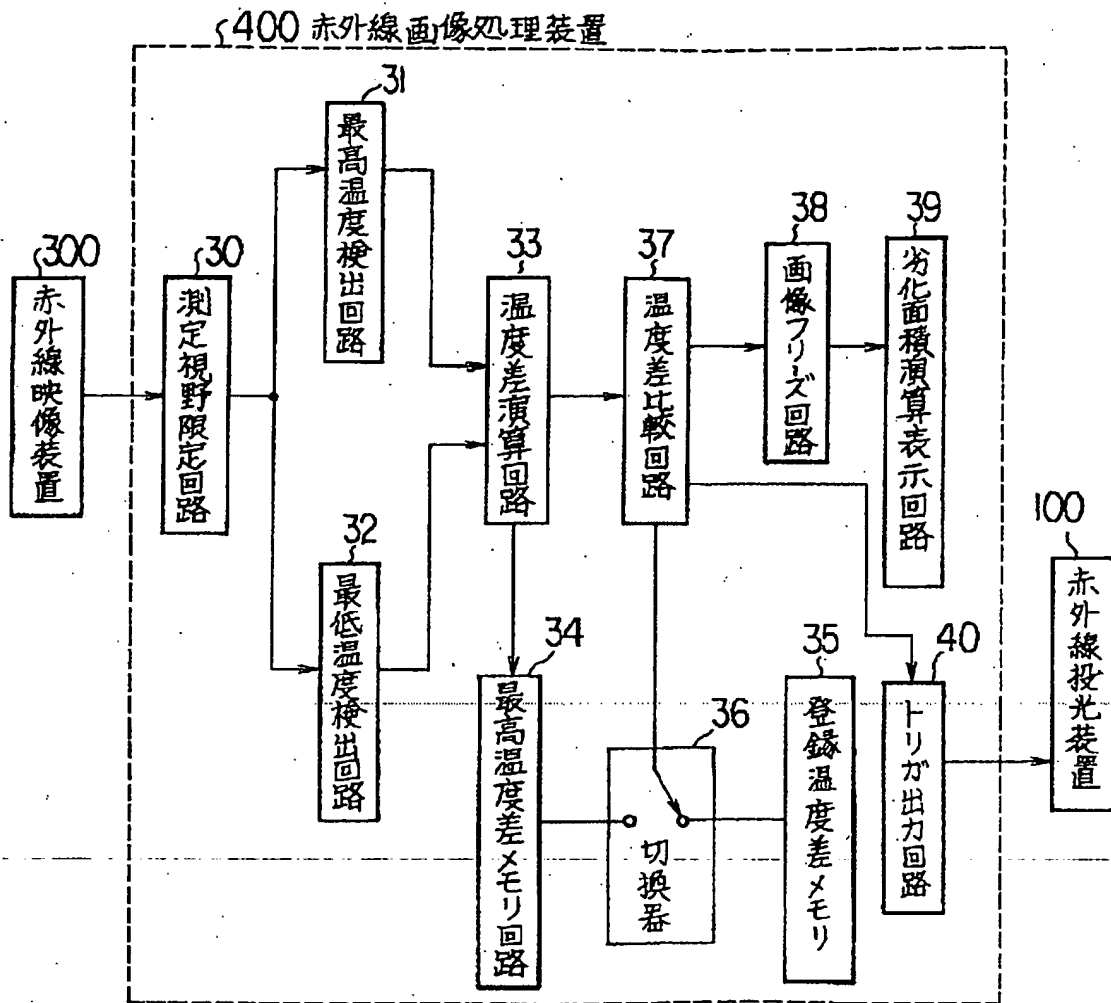 400 赤外線画像処理装置
31
最高温度検出回路
300
赤外線映像装置
30
測定視野限定回路
33
温度差演算回路
37
温度差比較回路
38
画像フリーズ回路
39
劣化面積演算表示回路
32
最低温度検出回路
34
最高温度差メモリ回路
36
切換器
35
登録温度差メモリ
40
トリガ出力回路
100
赤外線投光装置